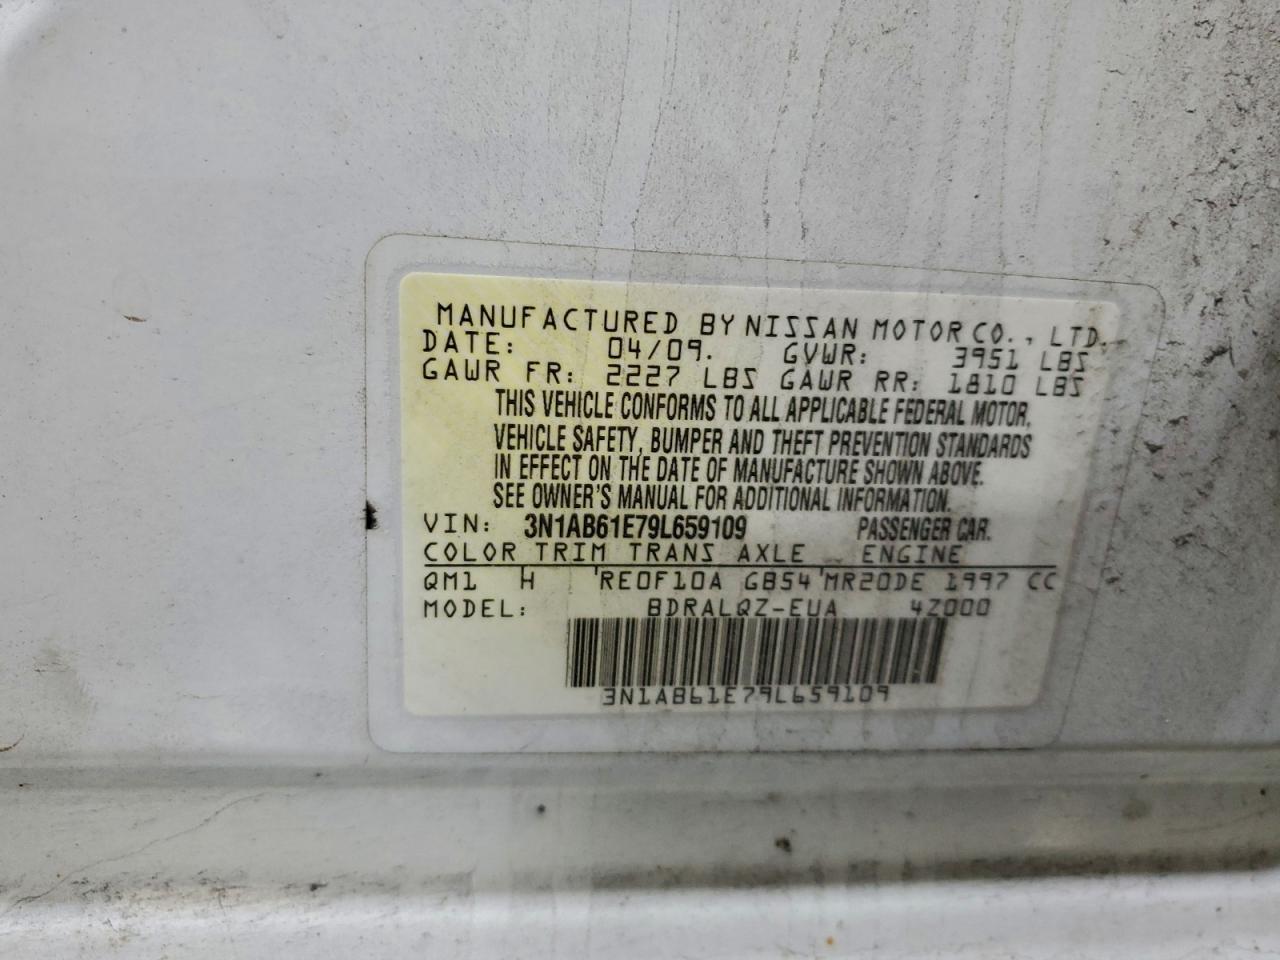 MANUFACTURED BY NISSAN MOTOR CO., LTD.
DATE: 04/09. GVWR: 3951 LBS
GAWR FR: 2227 LBS GAWR RR: 1810 LBS
THIS VEHICLE CONFORMS TO ALL APPLICABLE FEDERAL MOTOR.
VEHICLE SAFETY, BUMPER AND THEFT PREVENTION STANDARDS
IN EFFECT ON THE DATE OF MANUFACTURE SHOWN ABOVE.
SEE OWNER'S MANUAL FOR ADDITIONAL INFORMATION.
VIN: 3N1AB61E79L659109 PASSENGER CAR.
COLOR TRIM TRANS AXLE ENGINE
QM1 H RE0F10A GB54 MR20DE 1997 CC
MODEL: BDRALQZ-EUA 4Z000
3N1AB61E79L659109